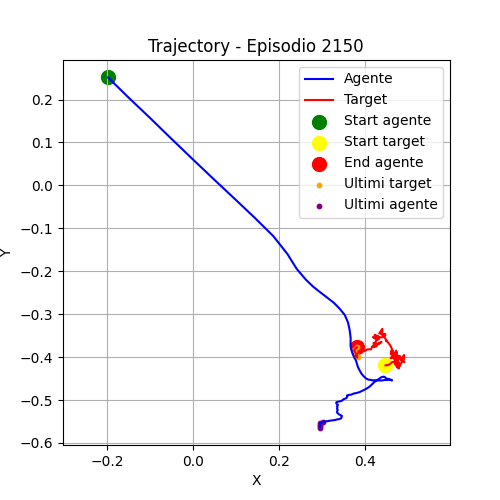 Trajectory - Episodio 2150
Agente
Target
Start agente
Start target
End agente
Ultimi target
Ultimi agente
Y
0.2
0.1
0.0
−0.1
−0.2
−0.3
−0.4
−0.5
−0.6
−0.2
0.0
0.2
0.4
X